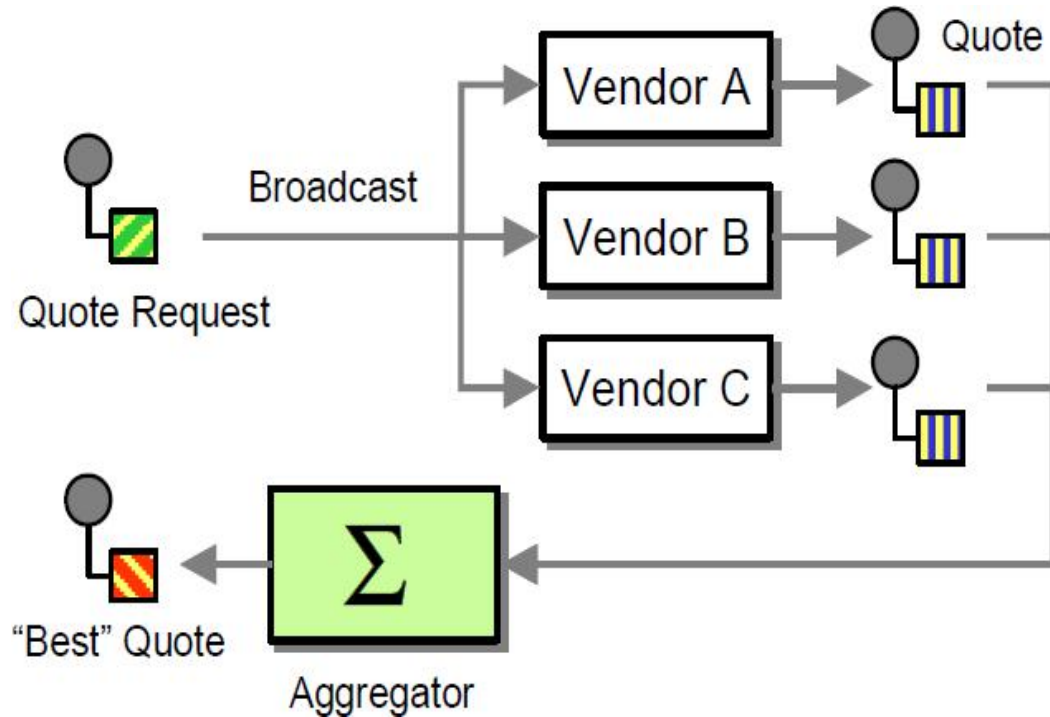 Quote
Vendor A
Broadcast
Vendor B
Quote Request
Vendor C
Σ
“Best” Quote
Aggregator